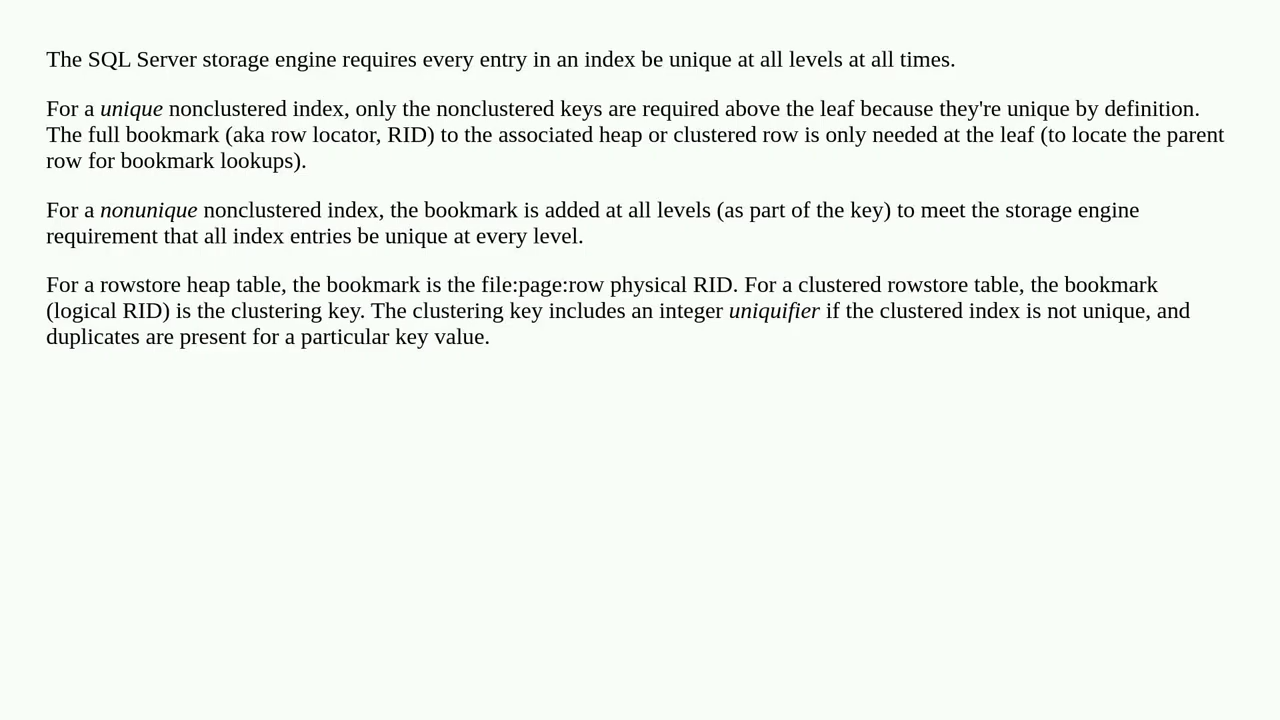 The SQL Server storage engine requires every entry in an index be unique at all levels at all times.
For a unique nonclustered index, only the nonclustered keys are required above the leaf because they're unique by definition.
The full bookmark (aka row locator, RID) to the associated heap or clustered row is only needed at the leaf (to locate the parent
row for bookmark lookups).
For a nonunique nonclustered index, the bookmark is added at all levels (as part of the key) to meet the storage engine
requirement that all index entries be unique at every level.
For a rowstore heap table, the bookmark is the file:page:row physical RID. For a clustered rowstore table, the bookmark
(logical RID) is the clustering key. The clustering key includes an integer uniquifier if the clustered index is not unique, and
duplicates are present for a particular key value.